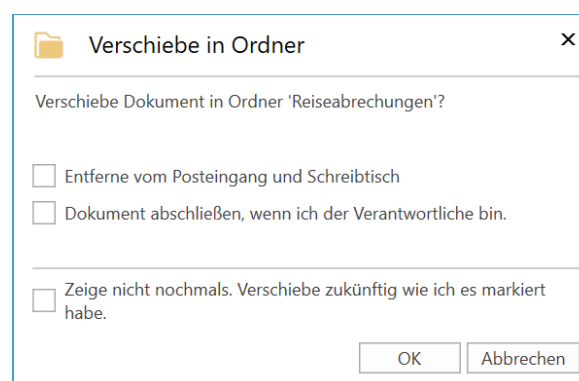 Verschiebe in Ordner
Verschiebe Dokument in Ordner 'Reiseabrechungen'?
Entferne vom Posteingang und Schreibtisch
Dokument abschließen, wenn ich der Verantwortliche bin.
Zeige nicht nochmals. Verschiebe zukünftig wie ich es markiert
habe.
OK Abbrechen